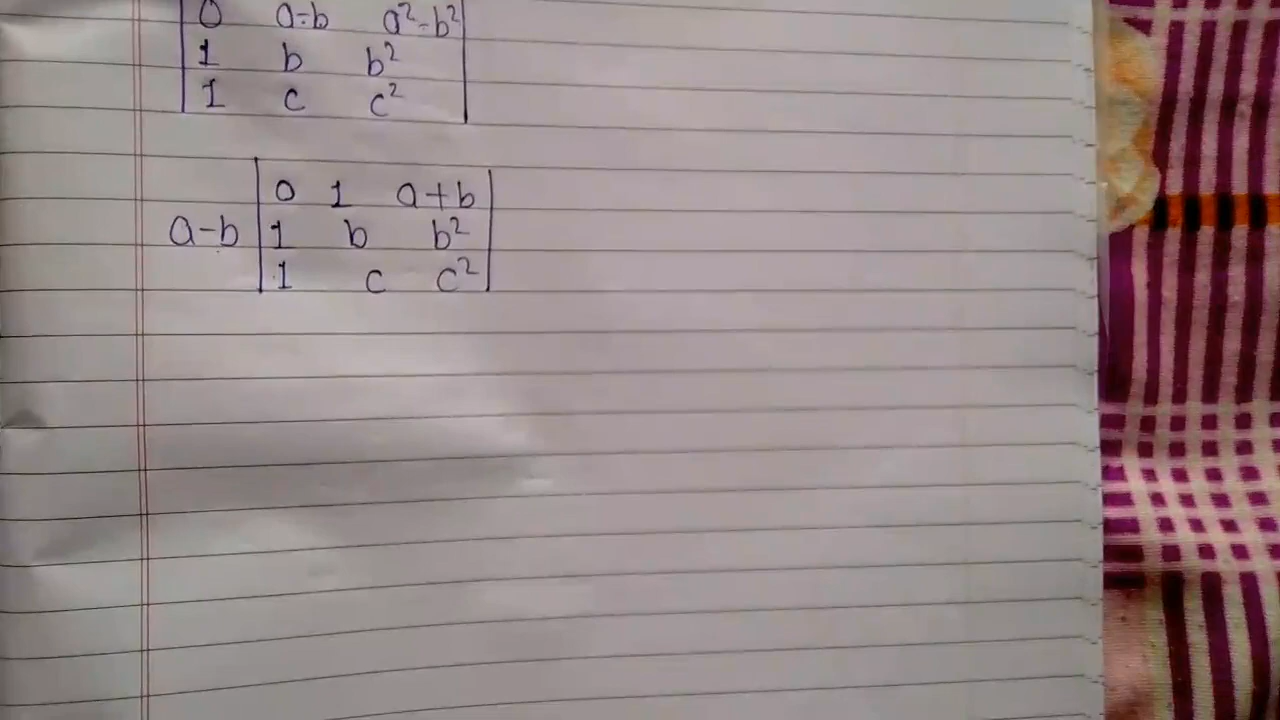 0 a-b a²-b²
1 b b²
1 c c²
0 1 a+b
a-b 1 b b²
1 c c²